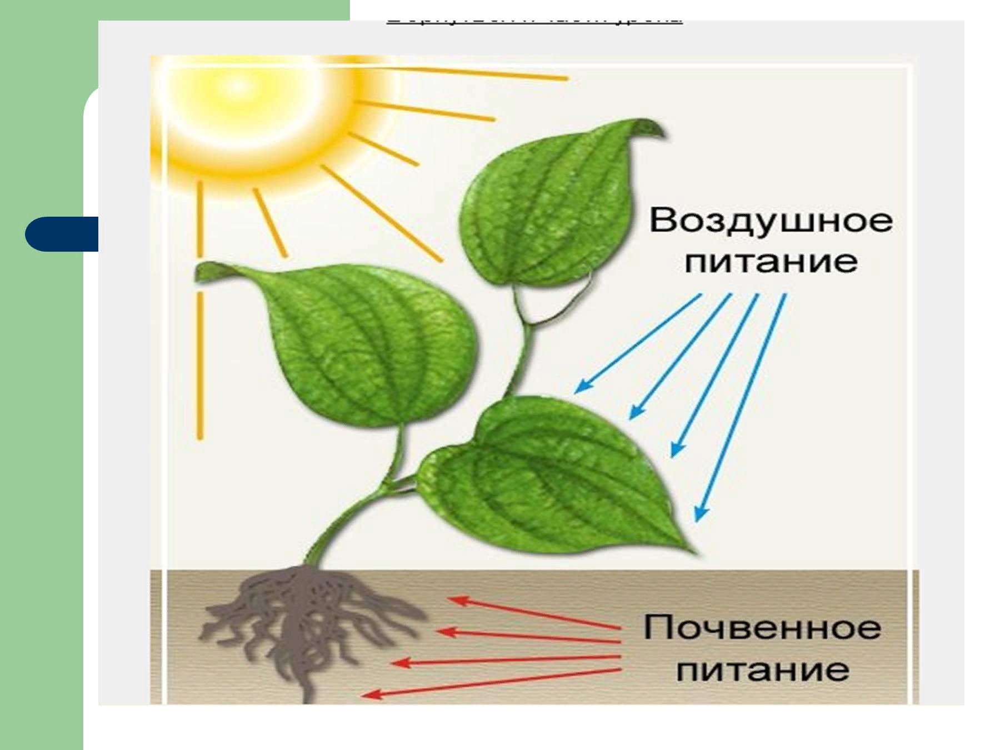 Воздушное
питание
Почвенное
питание